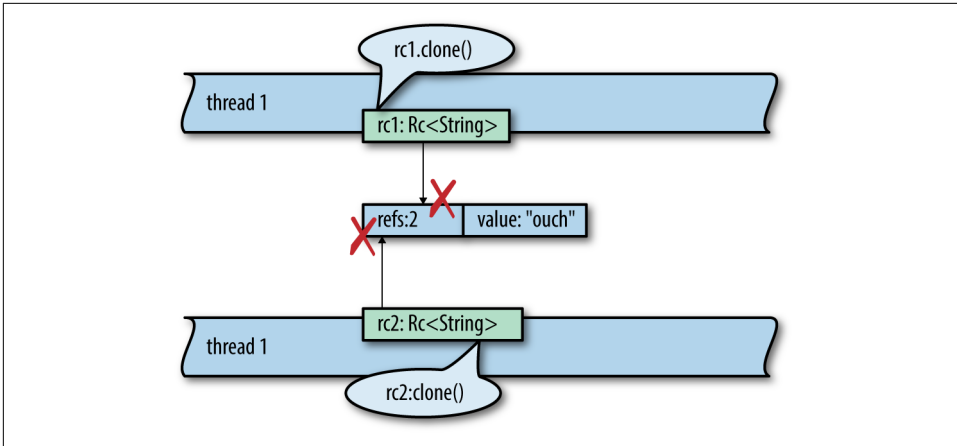 rc1.clone()
thread 1
rc1: Rc<String>
refs:2
value: "ouch"
rc2: Rc<String>
thread 1
rc2:clone()